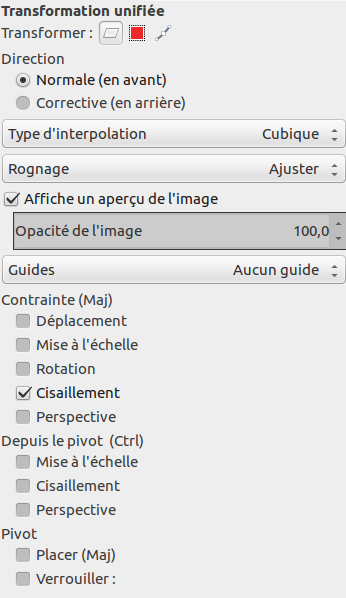 Transformation unifiée
Transformer :
Direction
Normale (en avant)
Corrective (en arrière)
Type d'interpolation Cubique
Rognage Ajuster
Affiche un aperçu de l'image
Opacité de l'image 100,0
Guides Aucun guide
Contrainte (Maj)
Déplacement
Mise à l'échelle
Rotation
Cisaillement
Perspective
Depuis le pivot (Ctrl)
Mise à l'échelle
Cisaillement
Perspective
Pivot
Placer (Maj)
Verrouiller :